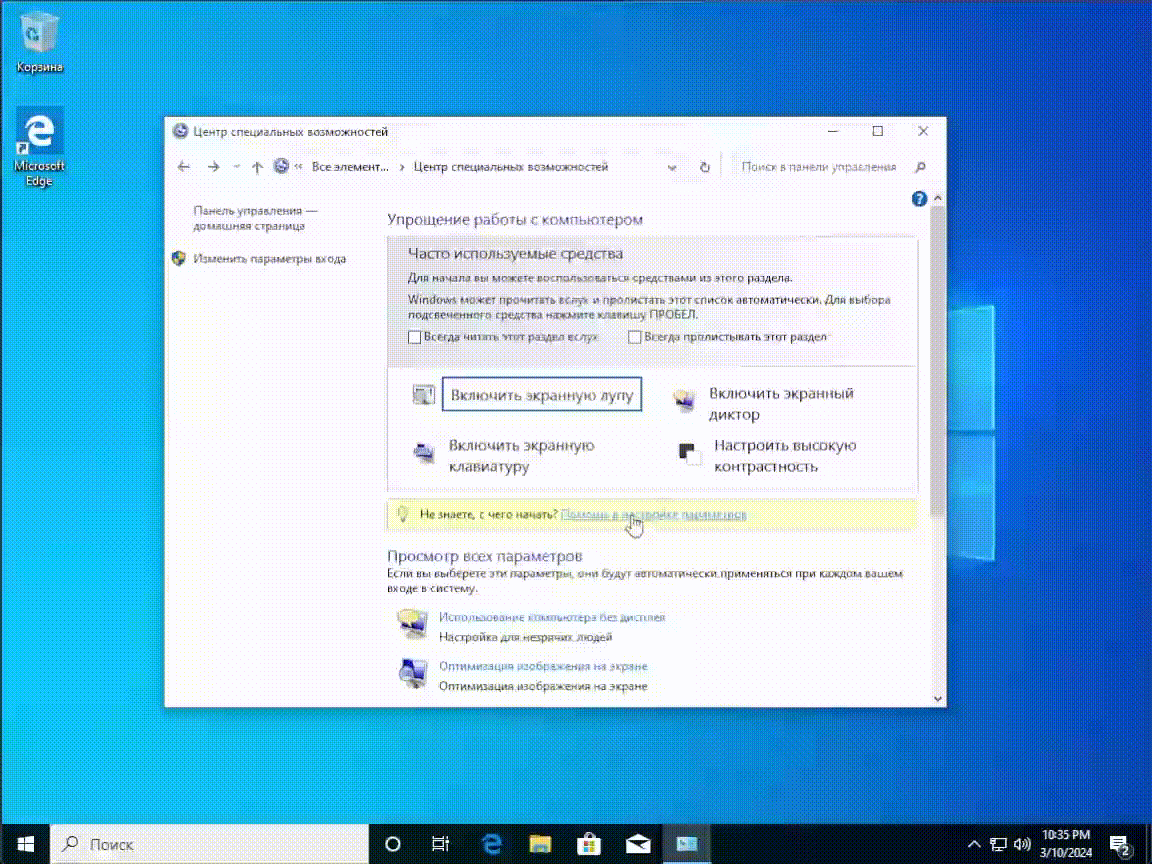 Корзина
Microsoft
Edge
Центр специальных возможностей
Все элемент...
Центр специальных возможностей
Поиск в панели управления
Панель управления —
домашняя страница
Изменить параметры входа
Упрощение работы с компьютером
Часто используемые средства
Для начала вы можете воспользоваться средствами из этого раздела.
Windows может прочитать вслух и пролистать этот список автоматически. Для выбора
подсвеченного средства нажмите клавишу ПРОБЕЛ.
Всегда читать этот раздел вслух
Всегда пролистывать этот раздел
Включить экранную лупу
Включить экранный
диктор
Включить экранную
клавиатуру
Настроить высокую
контрастность
Не знаете, с чего начать? Помощь в настройке параметров
Просмотр всех параметров
Если вы выберете эти параметры, они будут автоматически применяться при каждом вашем
входе в систему.
Использование компьютера без дисплея
Настройка для незрячих людей
Оптимизация изображения на экране
Оптимизация изображения на экране
Поиск
10:35 PM
3/10/2024
2